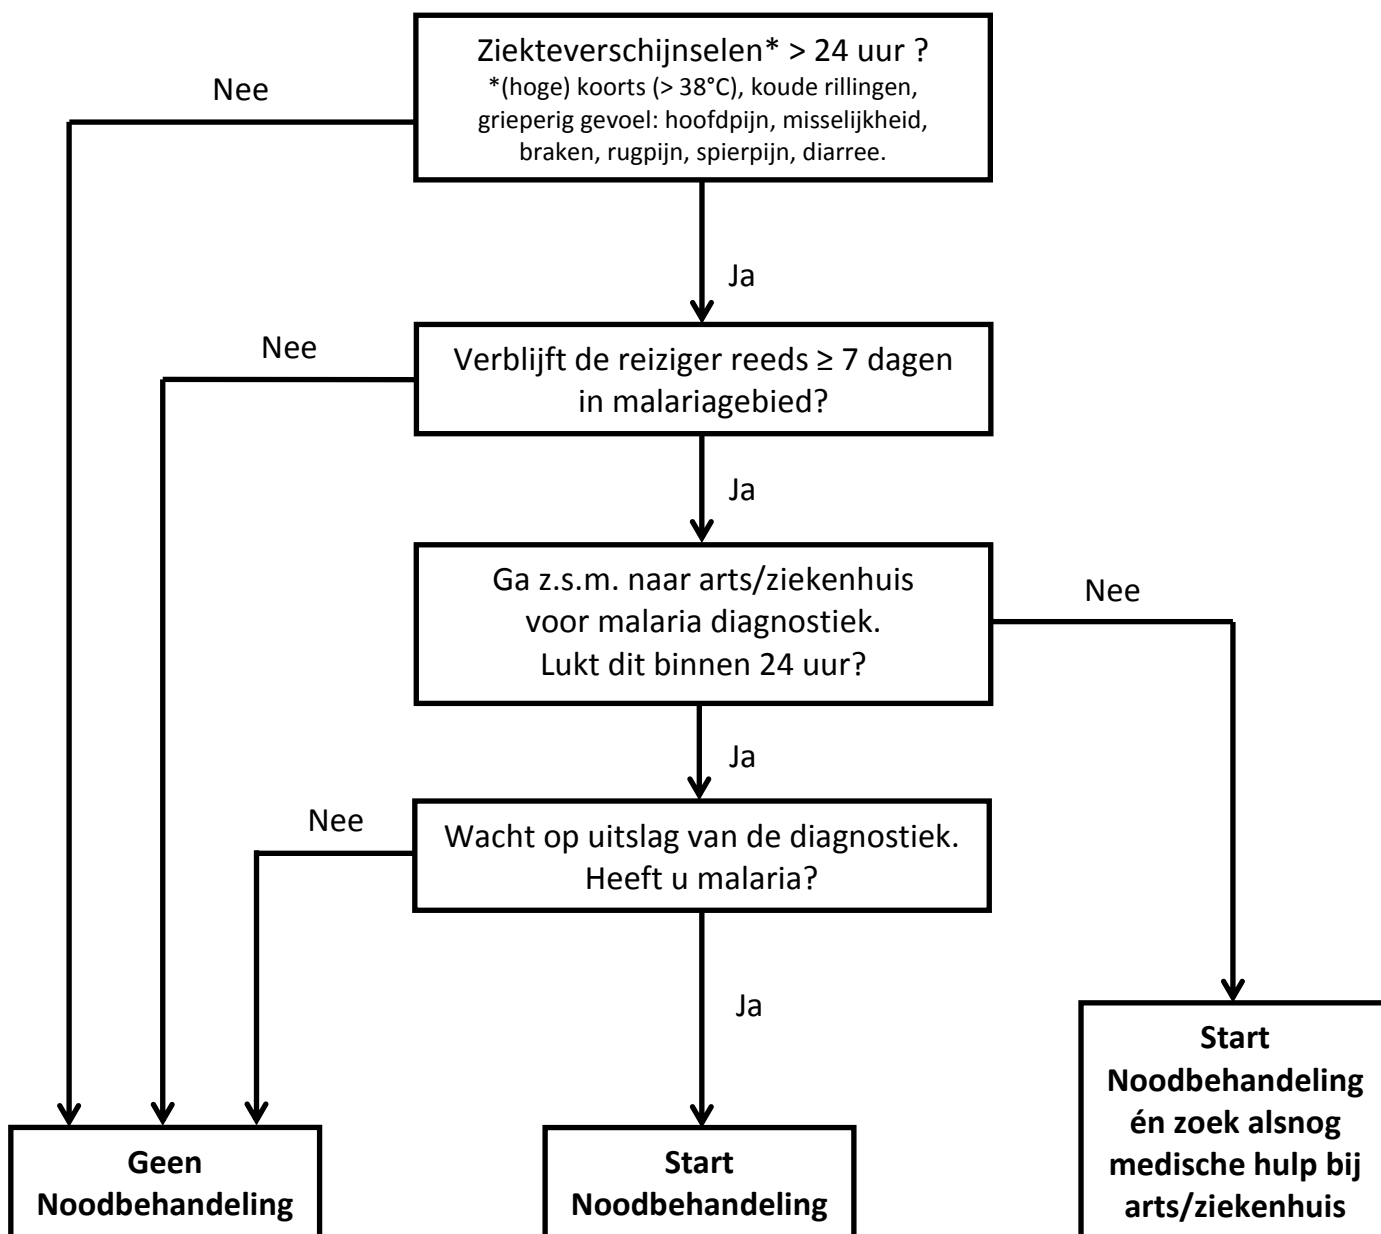 Ziekteverschijnselen* > 24 uur ?
*(hoge) koorts (> 38°C), koude rillingen,
grieperig gevoel: hoofdpijn, misselijkheid,
braken, rugpijn, spierpijn, diarree.
Nee
Ja
Nee
Verblijft de reiziger reeds ≥ 7 dagen
in malariagebied?
Ja
Ga z.s.m. naar arts/ziekenhuis
voor malaria diagnostiek.
Lukt dit binnen 24 uur?
Nee
Ja
Nee
Wacht op uitslag van de diagnostiek.
Heeft u malaria?
Ja
Geen
Noodbehandeling
Start
Noodbehandeling
Start
Noodbehandeling
én zoek alsnog
medische hulp bij
arts/ziekenhuis